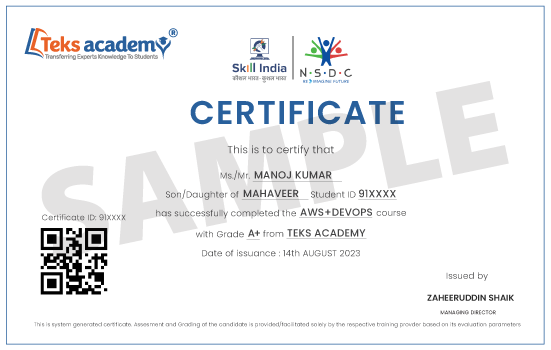 Teks academy®
Transferring Experts Knowledge To Students
Skill India
कौशल भारत-कुशल भारत
N·S·D·C
RE IMAGING FUTURE
CERTIFICATE
SAMPLE
This is to certify that
Ms./Mr. MANOJ KUMAR
Son/Daughter of MAHAVEER Student ID 91XXXX
has successfully completed the AWS+DEVOPS course
with Grade A+ from TEKS ACADEMY
Date of issuance : 14th AUGUST 2023
Certificate ID: 91XXXX
Issued by
ZAHEERUDDIN SHAIK
MANAGING DIRECTOR
This is system generated certificate. Assesment and Grading of the candidate is provided/facilitated solely by the respective training provder based on its evaluation parameters